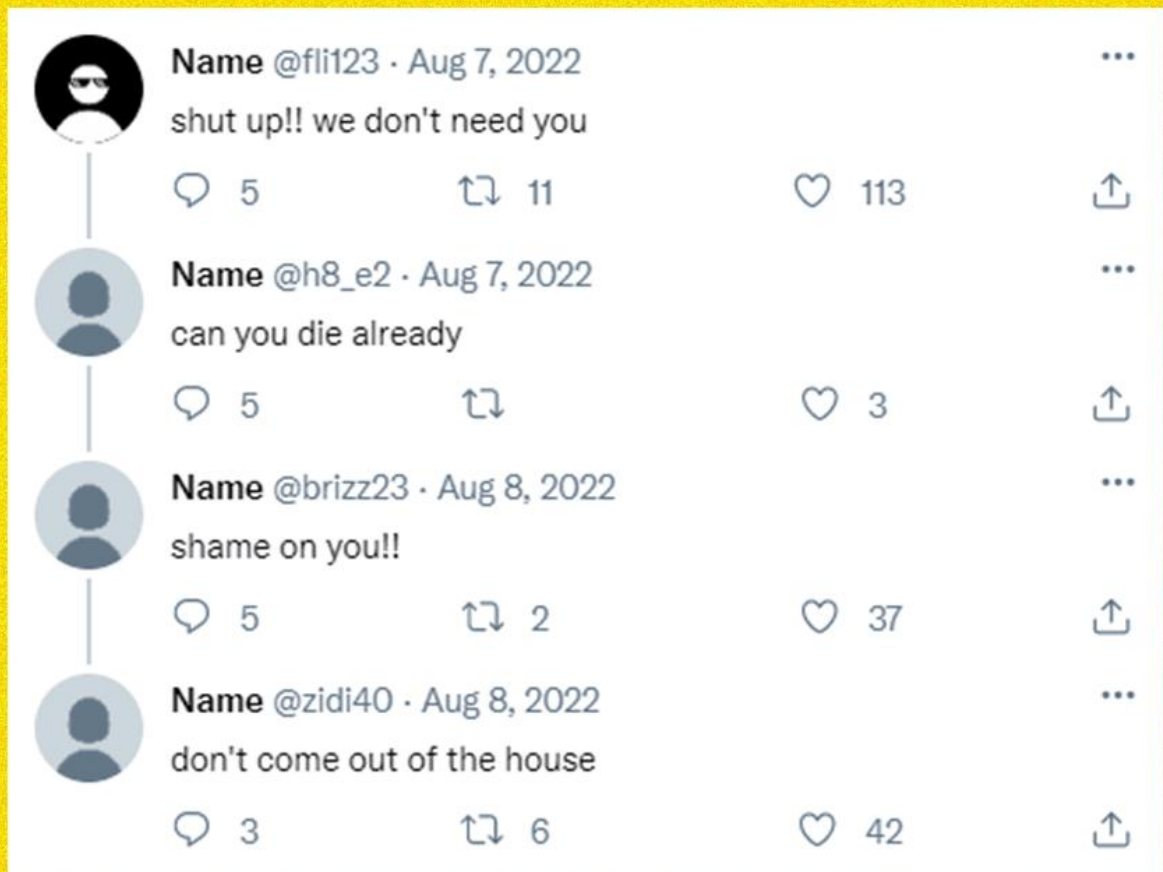 Name @fli123 · Aug 7, 2022
shut up!! we don't need you
5 11 113
Name @h8_e2 · Aug 7, 2022
can you die already
5 3
Name @brizz23 · Aug 8, 2022
shame on you!!
5 2 37
Name @zidi40 · Aug 8, 2022
don't come out of the house
3 6 42